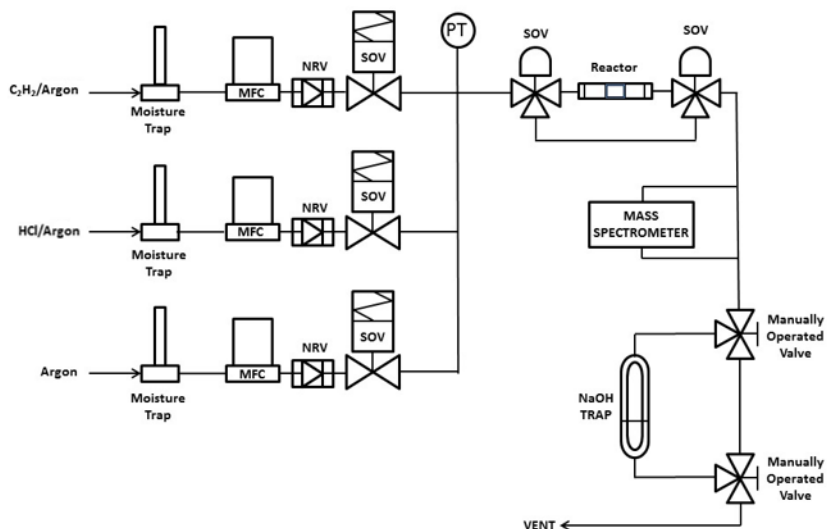 SOV
PT
SOV
SOV
NRV
Reactor
C₂H₂/Argon
MFC
Moisture
Trap
SOV
NRV
MASS
SPECTROMETER
HCl/Argon
MFC
Moisture
Trap
SOV
NRV
Manually
Operated
Valve
Argon
MFC
Moisture
Trap
NaOH
TRAP
Manually
Operated
Valve
VENT